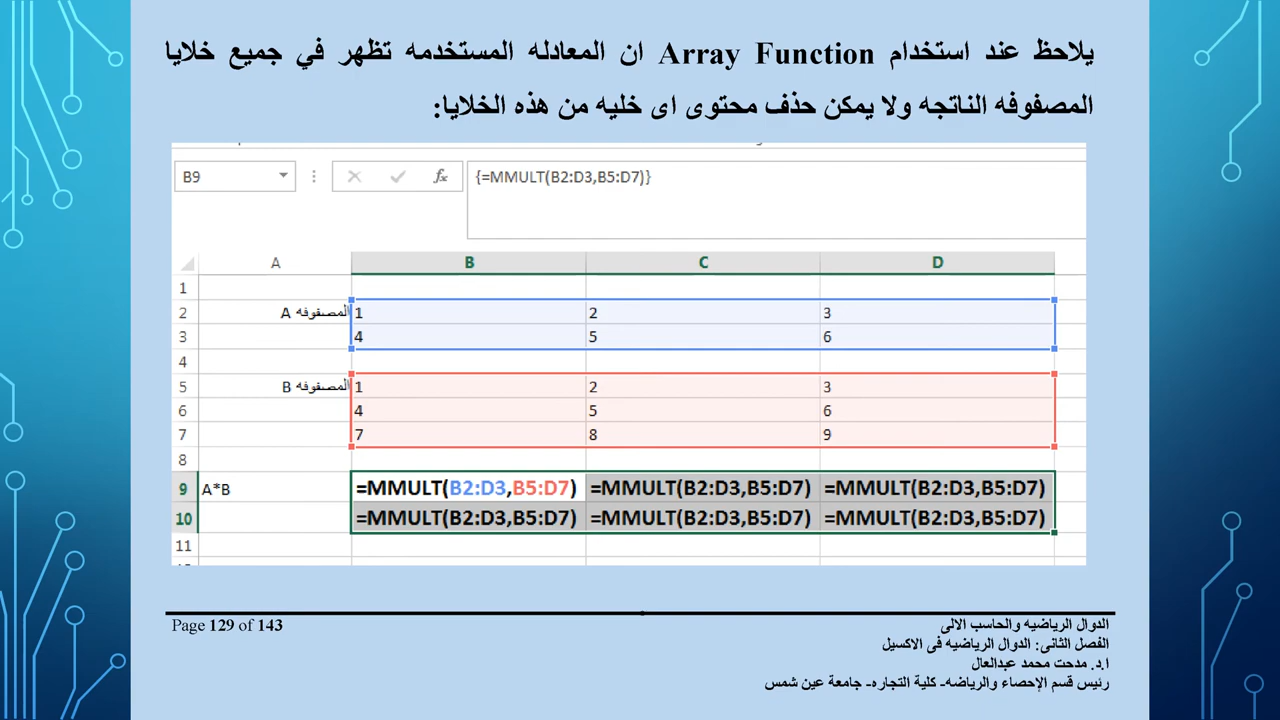 يلاحظ عند استخدام Array Function ان المعادله المستخدمه تظهر في جميع خلايا
المصفوفه الناتجه ولا يمكن حذف محتوى اى خليه من هذه الخلايا:
B9 fx {=MMULT(B2:D3,B5:D7)}
A B C D
1
2 المصفوفه A 1 2 3
3 4 5 6
4
5 المصفوفه B 1 2 3
6 4 5 6
7 7 8 9
8
9 A*B =MMULT(B2:D3,B5:D7) =MMULT(B2:D3,B5:D7) =MMULT(B2:D3,B5:D7)
10 =MMULT(B2:D3,B5:D7) =MMULT(B2:D3,B5:D7) =MMULT(B2:D3,B5:D7)
11
الدوال الرياضيه والحاسب الالى Page 129 of 143
الفصل الثانى: الدوال الرياضيه فى الاكسيل
ا.د. مدحت محمد عبدالعال
رئيس قسم الإحصاء والرياضه- كلية التجاره- جامعة عين شمس